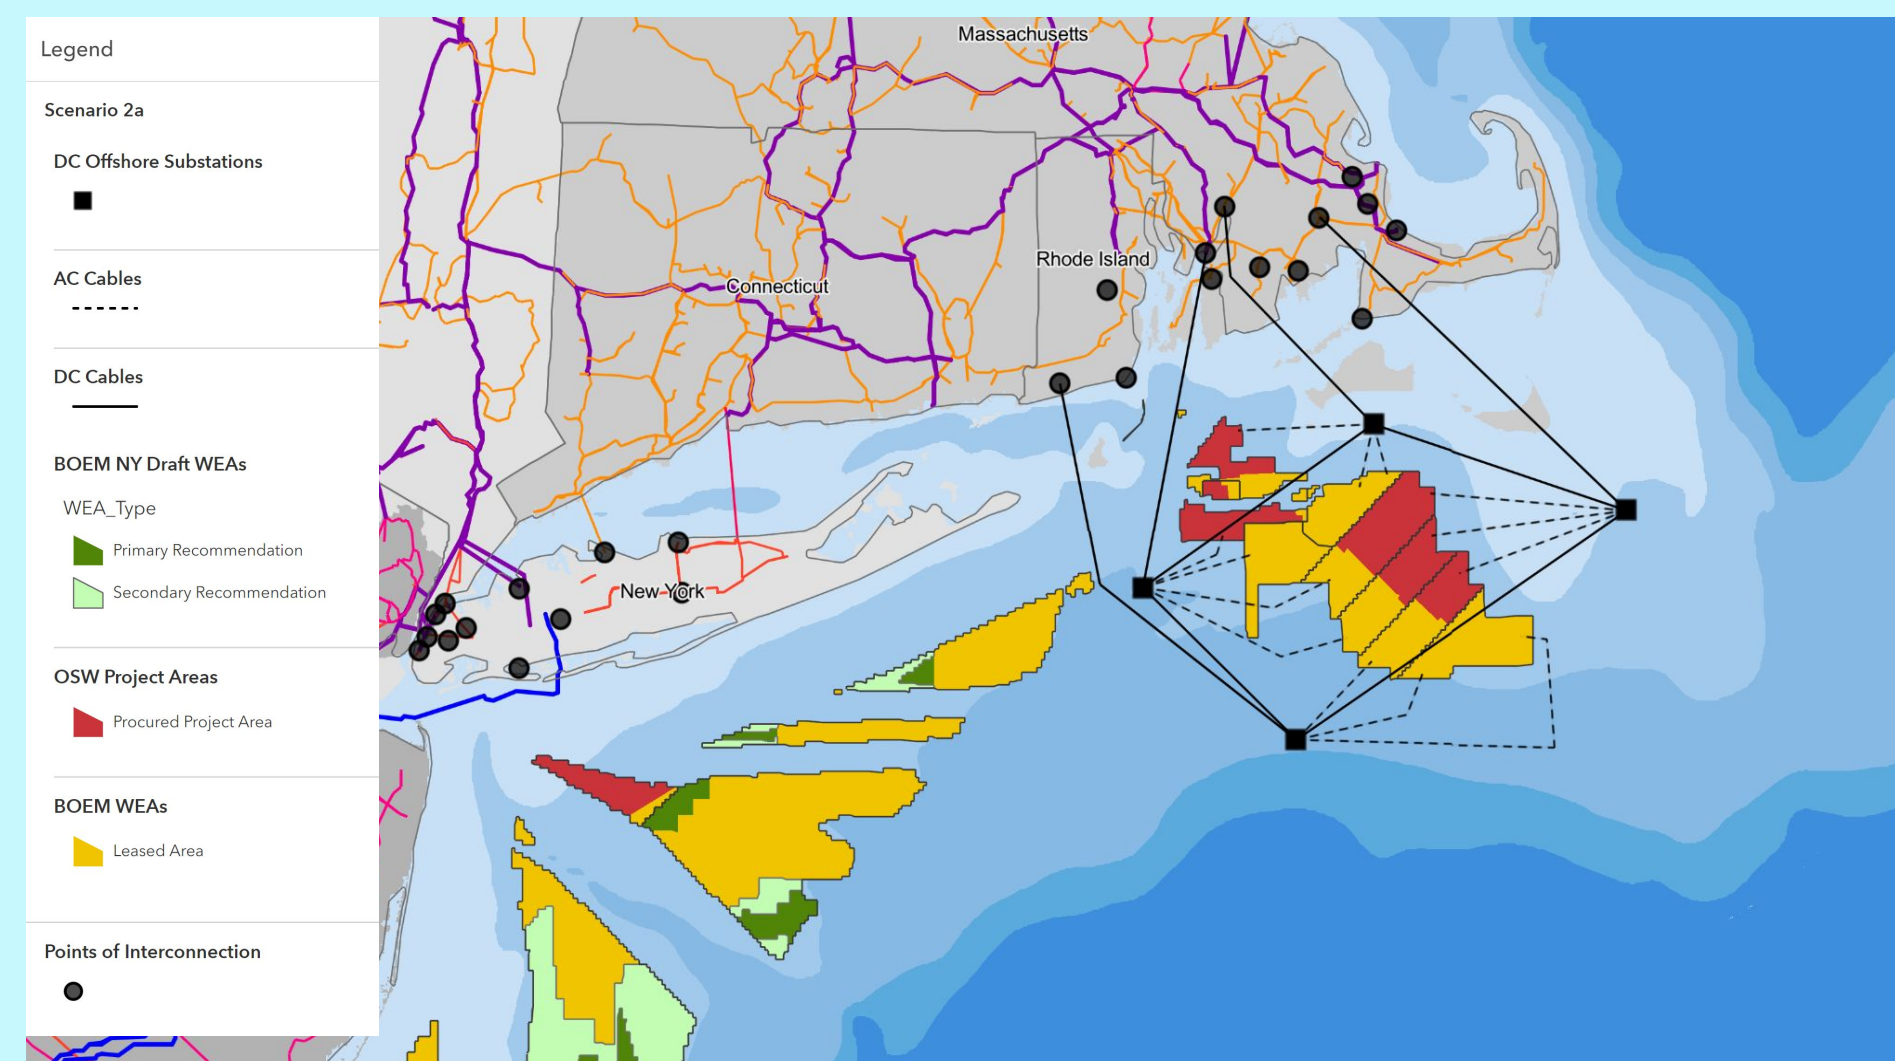 Legend
Scenario 2a
DC Offshore Substations
AC Cables
DC Cables
BOEM NY Draft WEAs
WEA_Type
Primary Recommendation
Secondary Recommendation
OSW Project Areas
Procured Project Area
BOEM WEAs
Leased Area
Points of Interconnection
Massachusetts
Rhode Island
Connecticut
New York